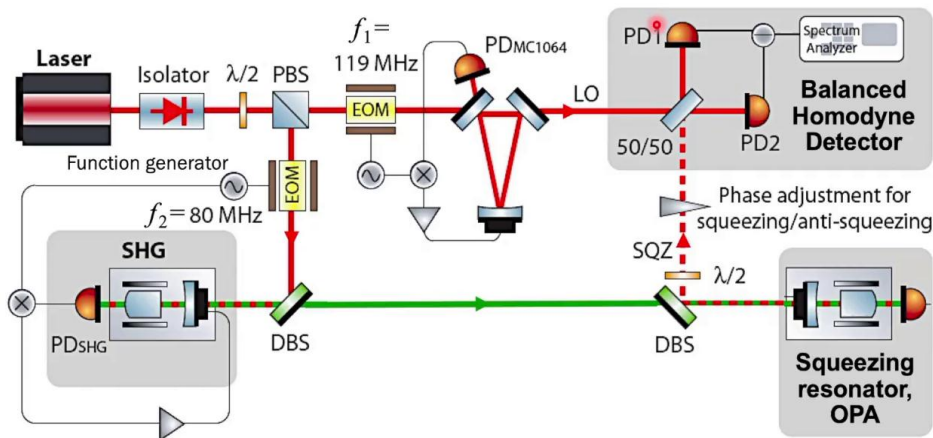 Laser
Isolator
λ/2
PBS
f₁ =
119 MHz
EOM
PDMC1064
LO
PD1
50/50
PD2
Spectrum
Analyzer
Balanced
Homodyne
Detector
Function generator
EOM
f₂ = 80 MHz
Phase adjustment for
squeezing/anti-squeezing
SQZ
λ/2
SHG
PDSHG
DBS
DBS
Squeezing
resonator,
OPA